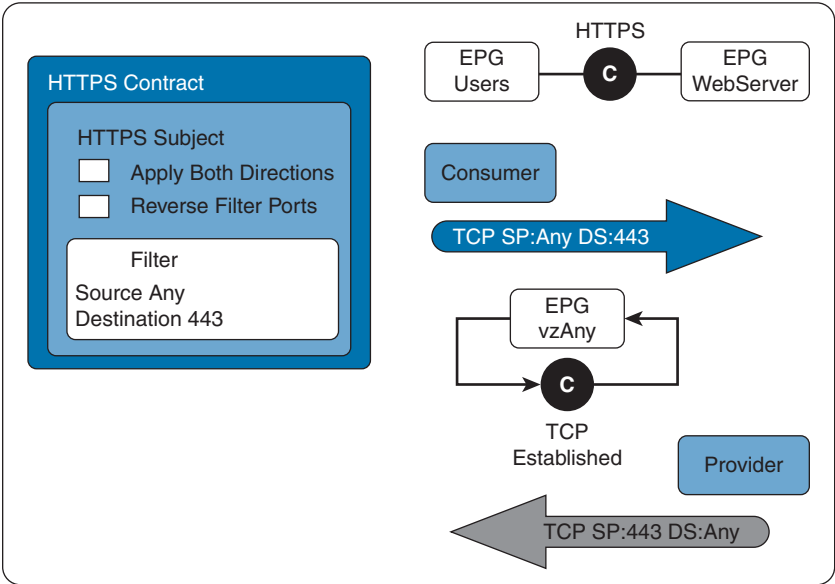 HTTPS Contract
HTTPS Subject
Apply Both Directions
Reverse Filter Ports
Filter
Source Any
Destination 443
HTTPS
EPG
Users
C
EPG
WebServer
Consumer
TCP SP:Any DS:443
EPG
vzAny
C
TCP
Established
Provider
TCP SP:443 DS:Any